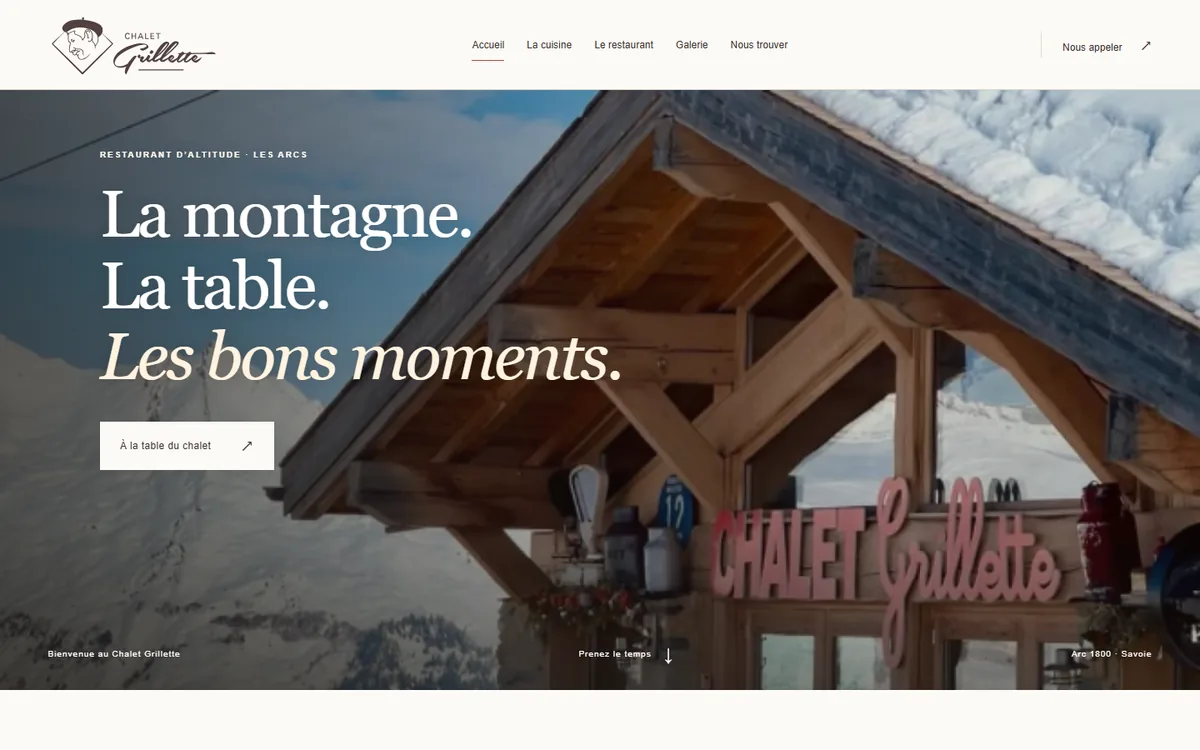 CHALET
Grillette
Accueil
La cuisine
Le restaurant
Galerie
Nous trouver
Nous appeler
RESTAURANT D'ALTITUDE · LES ARCS
La montagne.
La table.
Les bons moments.
À la table du chalet
12
CHALET Grillette
Bienvenue au Chalet Grillette
Prenez le temps
Arc 1800 · Savoie